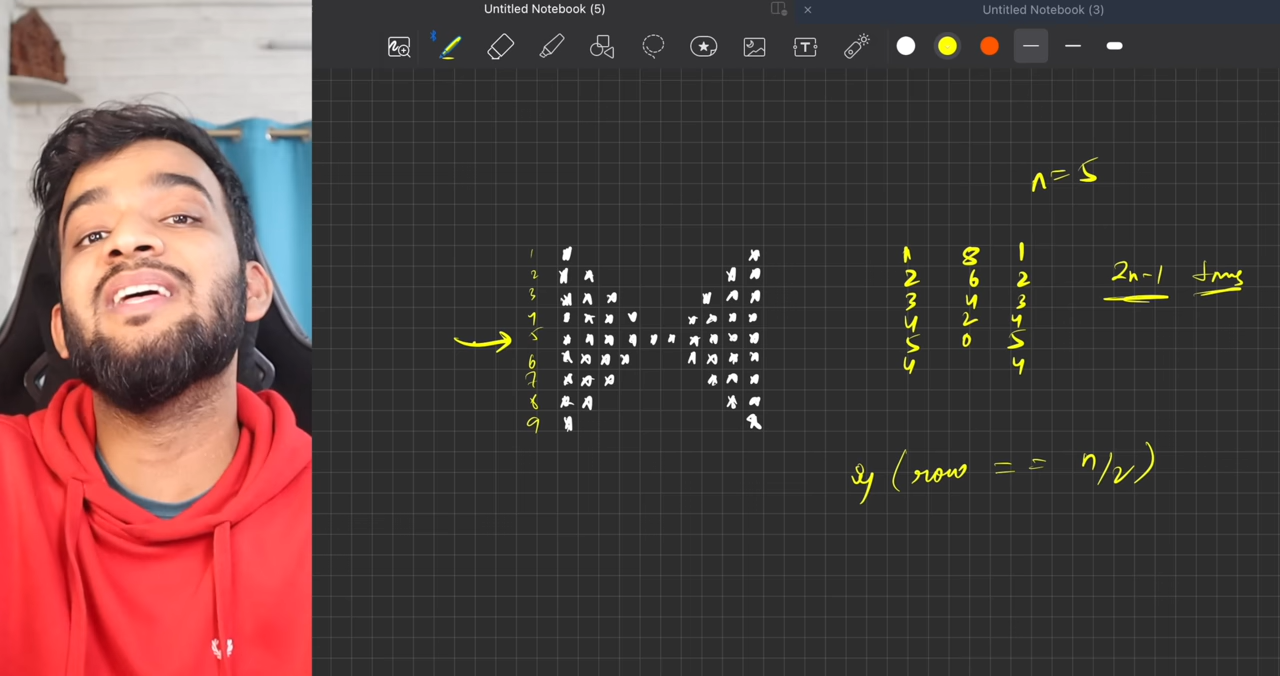 Untitled Notebook (5)
× Untitled Notebook (3)
T
n = 5
1
2
3
4
5
6
7
8
9
1 8 1
2 6 2
3 4 3
4 2 4
5 0 5
4 4
2n-1
if (row == n/2)